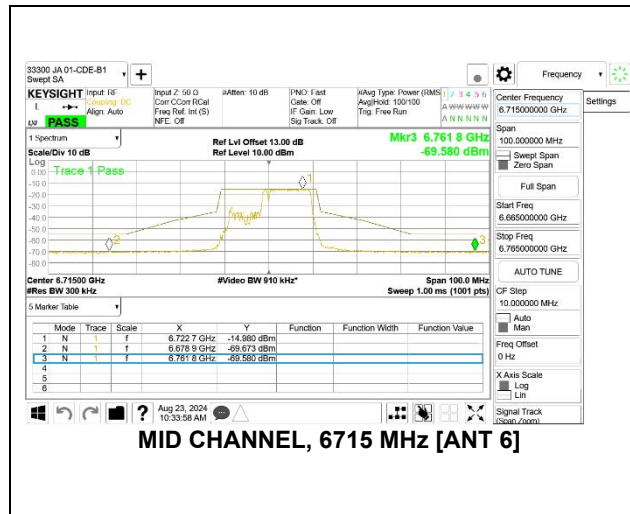 33300 JA 01-CDE-B1
Swept SA
Frequency
Settings
KEYSIGHT
Input: RF
Coupling: DC
Align: Auto
Input Z: 50 Ω
Corr CCorr RCal
Freq Ref: Int (S)
NFE: Off
#Atten: 10 dB
PNO: Fast
Gate: Off
IF Gain: Low
Sig Track: Off
#Avg Type: Power (RMS
Avg|Hold: 100/100
Trig: Free Run
1 2 3 4 5 6
A W W W W W
A N N N N N
L
PASS
1 Spectrum
Scale/Div 10 dB
Ref Lvl Offset 13.00 dB
Ref Level 10.00 dBm
Mkr3 6.761 8 GHz
-69.580 dBm
Log
Trace 1 Pass
0.00
-10.0
-20.0
-30.0
-40.0
-50.0
-60.0
-70.0
-80.0
1
2
3
Center 6.71500 GHz
#Res BW 300 kHz
#Video BW 910 kHz*
Span 100.0 MHz
Sweep 1.00 ms (1001 pts)
5 Marker Table
Mode Trace Scale X Y Function Function Width Function Value
1 N 1 f 6.722 7 GHz -14.980 dBm
2 N 1 f 6.678 9 GHz -69.673 dBm
3 N 1 f 6.761 8 GHz -69.580 dBm
4
5
6
Center Frequency
6.715000000 GHz
Span
100.000000 MHz
Swept Span
Zero Span
Full Span
Start Freq
6.665000000 GHz
Stop Freq
6.765000000 GHz
AUTO TUNE
CF Step
10.000000 MHz
Auto
Man
Freq Offset
0 Hz
X Axis Scale
Log
Lin
Signal Track
(Span Zoom)
?
Aug 23, 2024
10:33:58 AM
MID CHANNEL, 6715 MHz [ANT 6]